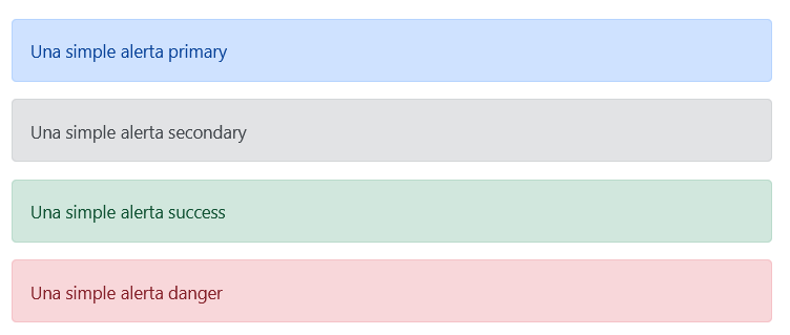 Una simple alerta primary
Una simple alerta secondary
Una simple alerta success
Una simple alerta danger